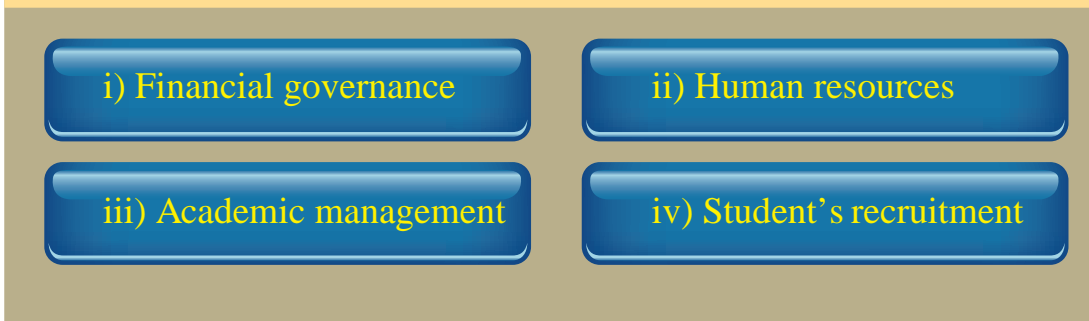 i) Financial governance
ii) Human resources
iii) Academic management
iv) Student’s recruitment